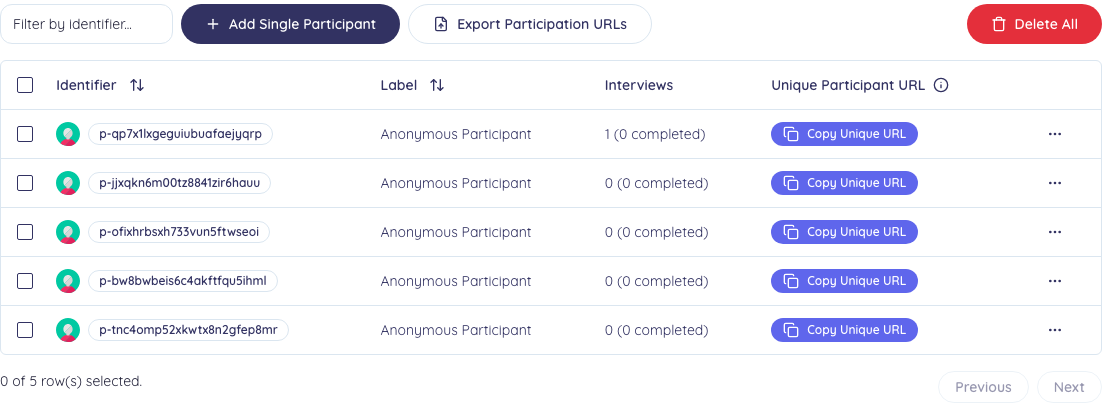 Filter by identifier... Add Single Participant Export Participation URLs Delete All
Identifier Label Interviews Unique Participant URL
p-qp7x1lxgeguiubuafaejyqrp Anonymous Participant 1 (0 completed) Copy Unique URL
p-jjxqkn6m00tz8841zir6hauu Anonymous Participant 0 (0 completed) Copy Unique URL
p-ofixhrbsxh733vun5ftwseoi Anonymous Participant 0 (0 completed) Copy Unique URL
p-bw8bwbeis6c4akftfqu5ihml Anonymous Participant 0 (0 completed) Copy Unique URL
p-tnc4omp52xkwtx8n2gfep8mr Anonymous Participant 0 (0 completed) Copy Unique URL
0 of 5 row(s) selected. Previous Next